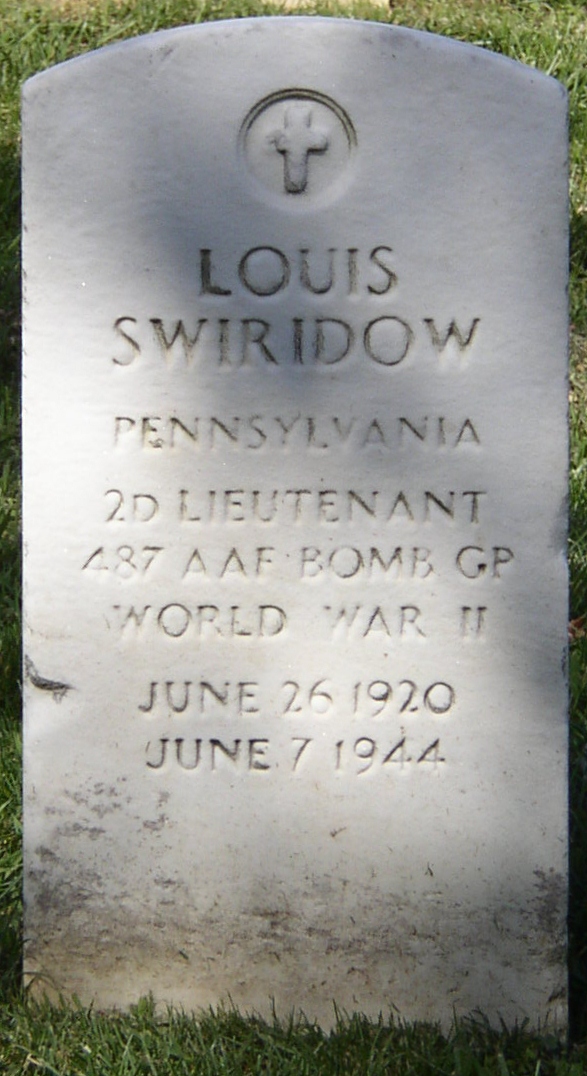 LOUIS
SWIRIDOW
PENNSYLVANIA
2D LIEUTENANT
487 AAF BOMB GP
WORLD WAR II
JUNE 26 1920
JUNE 7 1944